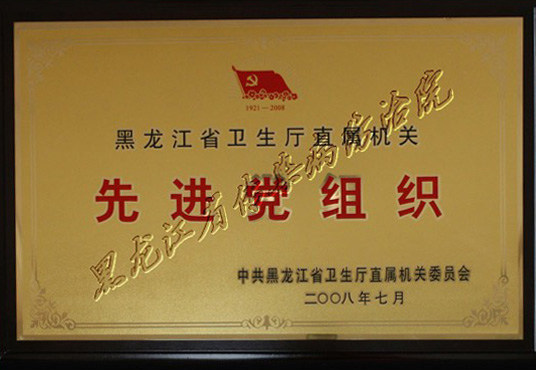 1921—2008
黑龙江省卫生厅直属机关
先进党组织
黑龙江省传染病防治院
中共黑龙江省卫生厅直属机关委员会
二〇〇八年七月